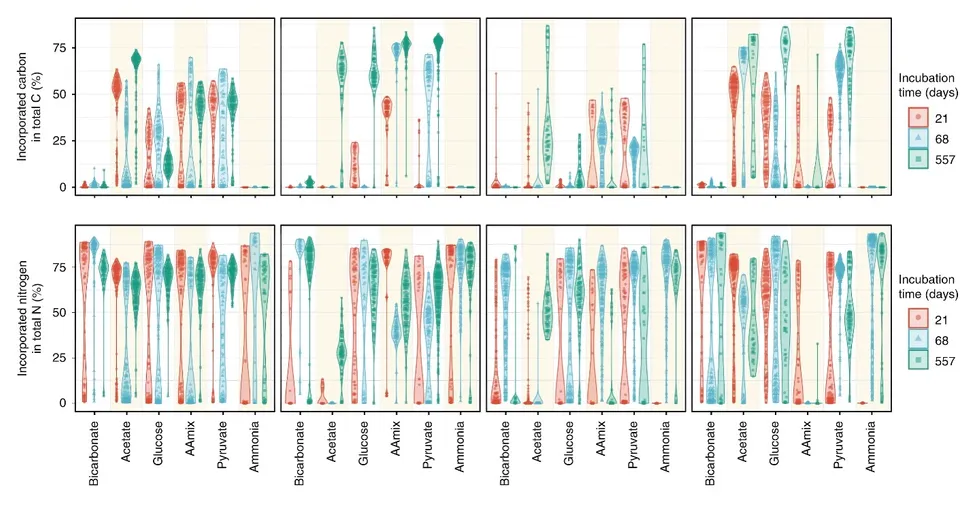 Incorporated carbon
in total C (%)
75
50
25
0
Incubation
time (days)
21
68
557
Incorporated nitrogen
in total N (%)
75
50
25
0
Incubation
time (days)
21
68
557
Bicarbonate
Acetate
Glucose
AAmix
Pyruvate
Ammonia
Bicarbonate
Acetate
Glucose
AAmix
Pyruvate
Ammonia
Bicarbonate
Acetate
Glucose
AAmix
Pyruvate
Ammonia
Bicarbonate
Acetate
Glucose
AAmix
Pyruvate
Ammonia